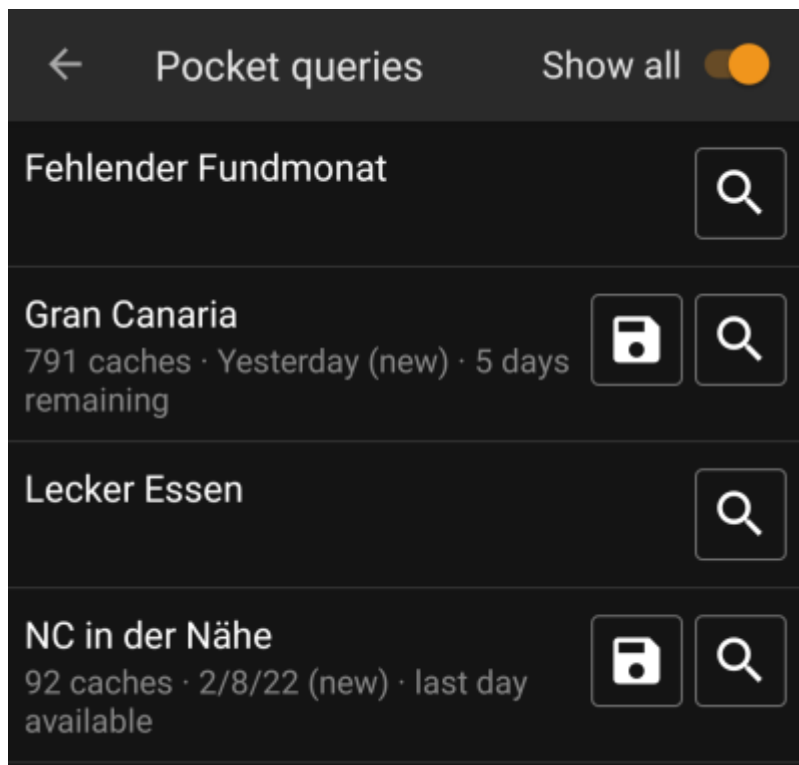 Pocket queries
Show all
Fehlender Fundmonat
Gran Canaria
791 caches · Yesterday (new) · 5 days
remaining
Lecker Essen
NC in der Nähe
92 caches · 2/8/22 (new) · last day
available